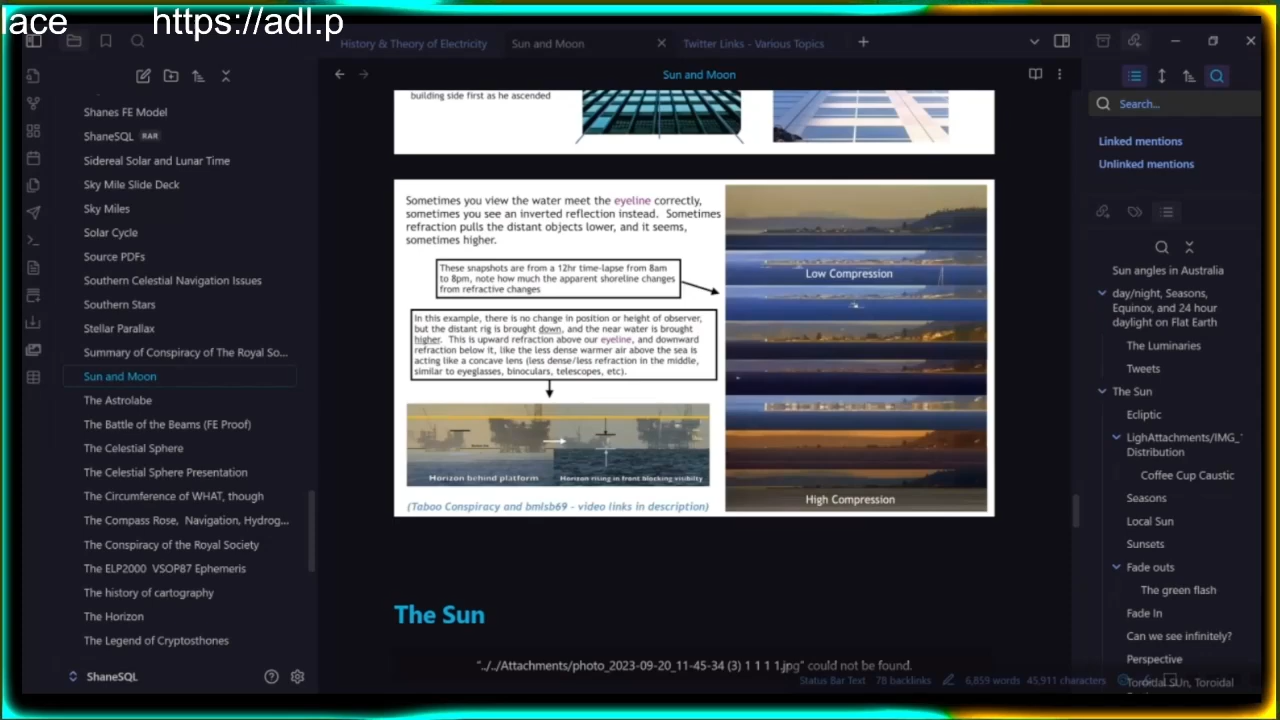 lace https://adl.p
History & Theory of Electricity
Sun and Moon
Twitter Links - Various Topics
Sun and Moon
Shanes FE Model
ShaneSQL RAR
Sidereal Solar and Lunar Time
Sky Mile Slide Deck
Sky Miles
Solar Cycle
Source PDFs
Southern Celestial Navigation Issues
Southern Stars
Stellar Parallax
Summary of Conspiracy of The Royal So...
Sun and Moon
The Astrolabe
The Battle of the Beams (FE Proof)
The Celestial Sphere
The Celestial Sphere Presentation
The Circumference of WHAT, though
The Compass Rose, Navigation, Hydrog...
The Conspiracy of the Royal Society
The ELP2000 VSOP87 Ephemeris
The history of cartography
The Horizon
The Legend of Cryptosthones
ShaneSQL
building side first as he ascended
Sometimes you view the water meet the eyeline correctly,
sometimes you see an inverted reflection instead. Sometimes
refraction pulls the distant objects lower, and it seems,
sometimes higher.
These snapshots are from a 12hr time-lapse from 8am
to 8pm, note how much the apparent shoreline changes
from refractive changes
In this example, there is no change in position or height of observer,
but the distant rig is brought down, and the near water is brought
higher. This is upward refraction above our eyeline, and downward
refraction below it, like the less dense warmer air above the sea is
acting like a concave lens (less dense/less refraction in the middle,
similar to eyeglasses, binoculars, telescopes, etc).
Horizon behind platform
Horizon rising in front blocking visibilty
(Taboo Conspiracy and bmlsb69 - video links in description)
Low Compression
High Compression
The Sun
"../../Attachments/photo_2023-09-20_11-45-34 (3) 1 1 1 1.jpg" could not be found.
Status Bar Text 78 backlinks 6,859 words 45,911 characters
Search...
Linked mentions
Unlinked mentions
Sun angles in Australia
day/night, Seasons,
Equinox, and 24 hour
daylight on Flat Earth
The Luminaries
Tweets
The Sun
Ecliptic
LighAttachments/IMG_
Distribution
Coffee Cup Caustic
Seasons
Local Sun
Sunsets
Fade outs
The green flash
Fade In
Can we see infinitely?
Perspective
Toroidal SUn, Toroidal